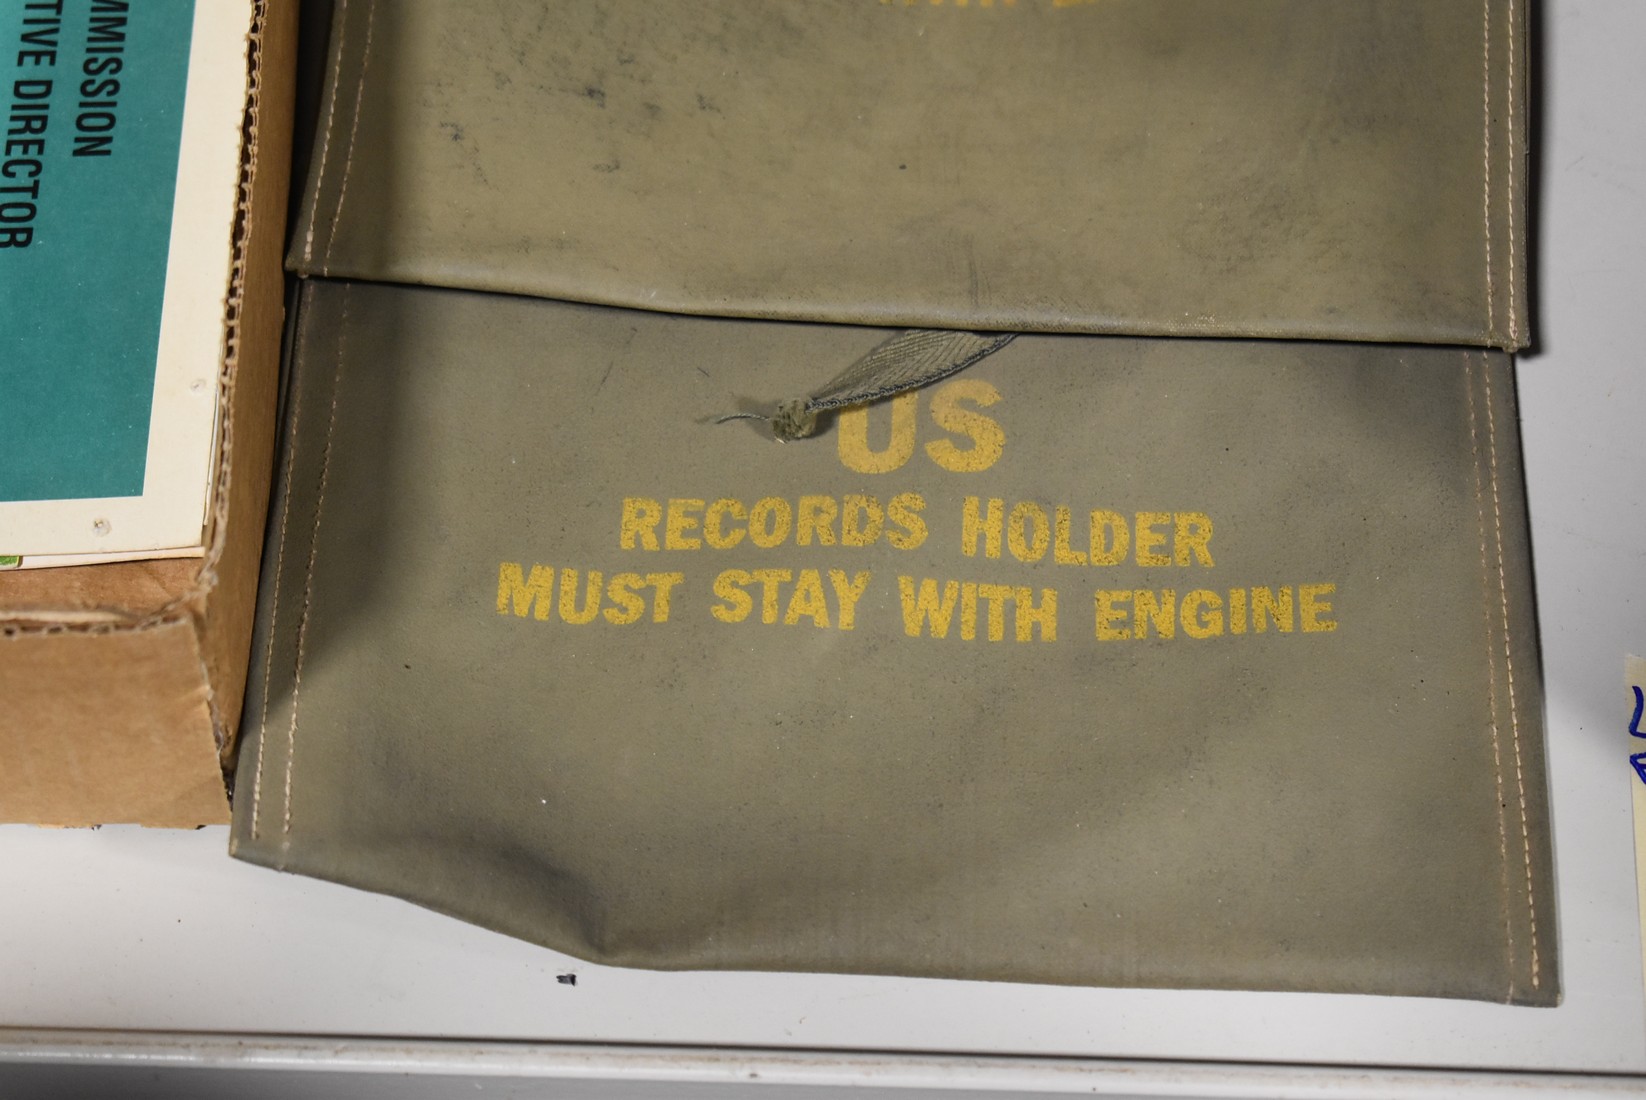 MMISSION
TIVE DIRECTOR
US
RECORDS HOLDER
MUST STAY WITH ENGINE